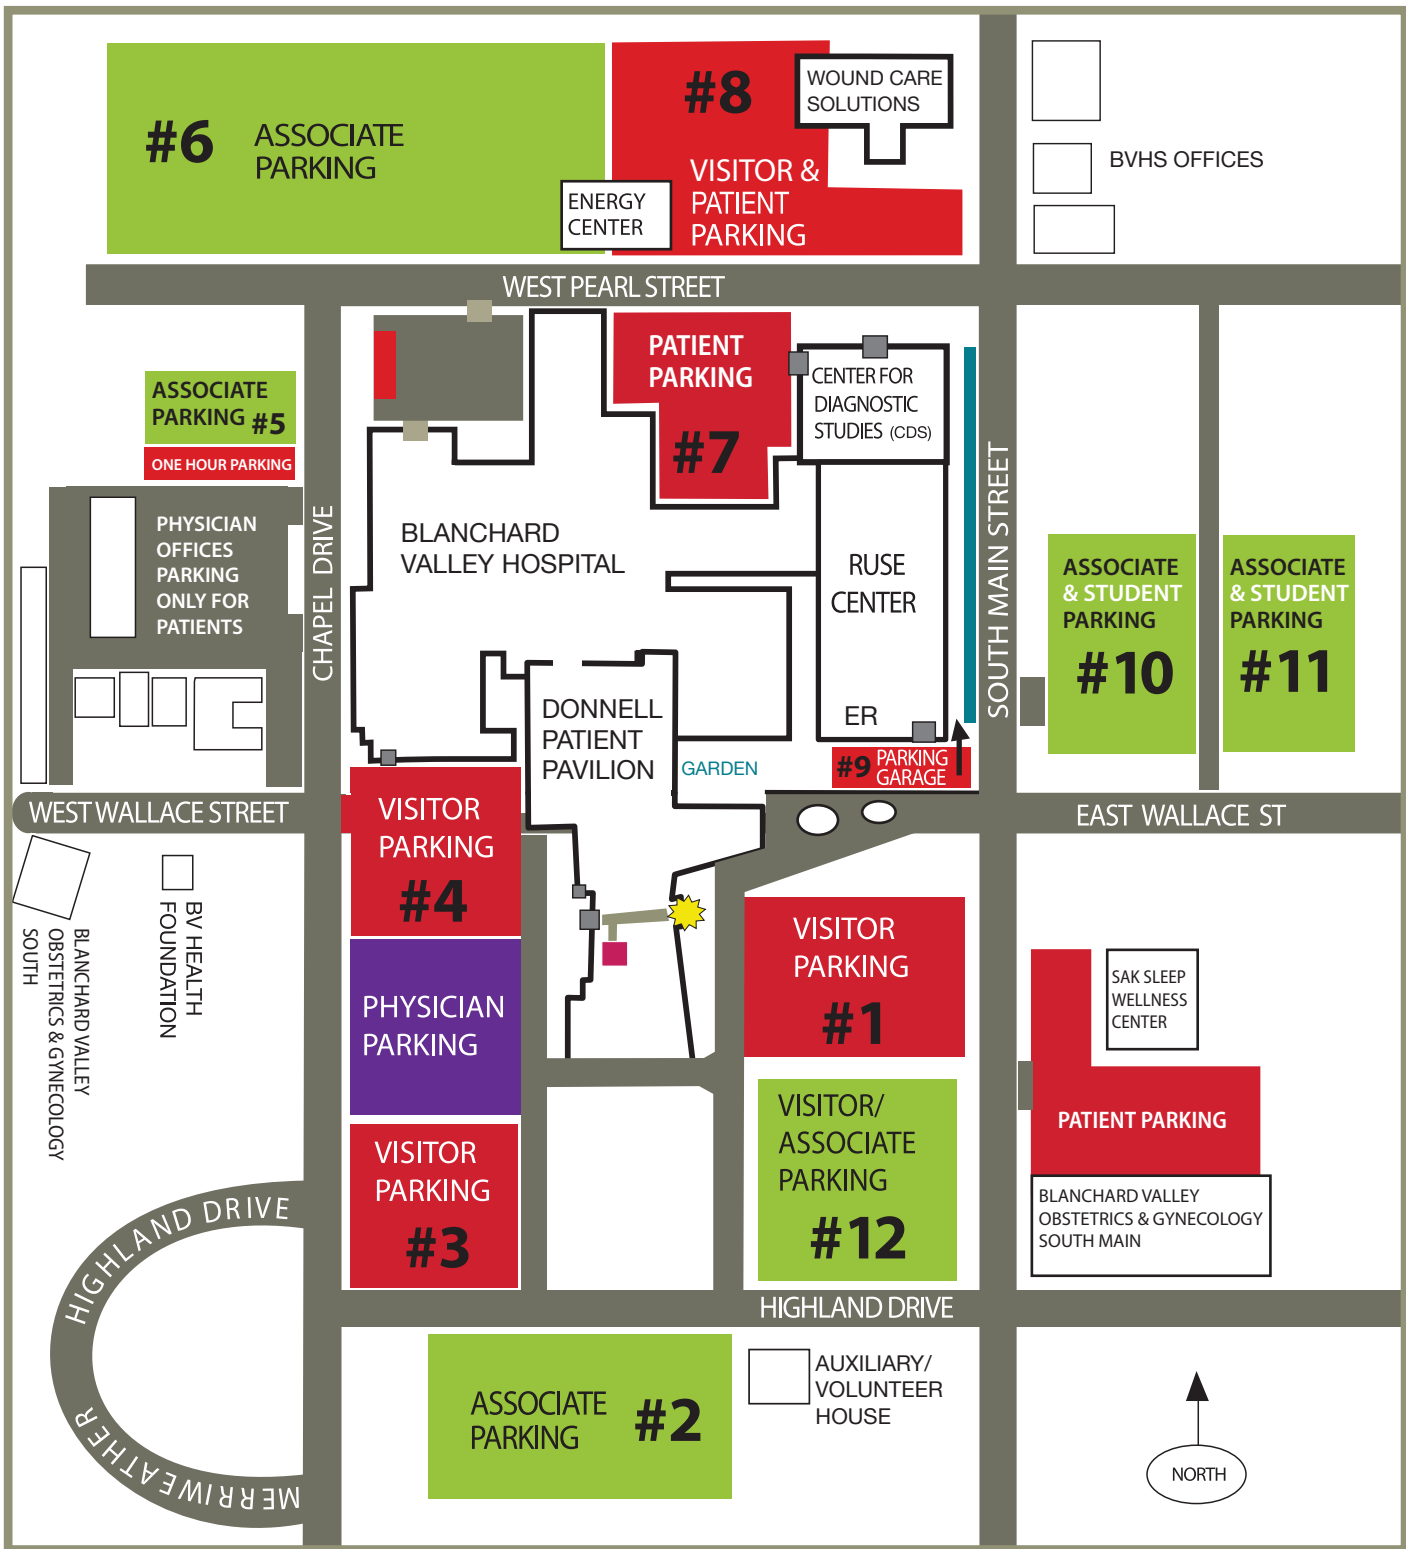 #6
ASSOCIATE
PARKING
#8
VISITOR &
PATIENT
PARKING
WOUND CARE
SOLUTIONS
ENERGY
CENTER
BVHS OFFICES
WEST PEARL STREET
ASSOCIATE
PARKING #5
ONE HOUR PARKING
PATIENT
PARKING
#7
CENTER FOR
DIAGNOSTIC
STUDIES (CDS)
PHYSICIAN
OFFICES
PARKING
ONLY FOR
PATIENTS
CHAPEL DRIVE
BLANCHARD
VALLEY HOSPITAL
RUSE
CENTER
ER
SOUTH MAIN STREET
ASSOCIATE
& STUDENT
PARKING
#10
ASSOCIATE
& STUDENT
PARKING
#11
DONNELL
PATIENT
PAVILION
GARDEN
#9 PARKING
GARAGE
WEST WALLACE STREET
EAST WALLACE ST
VISITOR
PARKING
#4
BLANCHARD VALLEY
OBSTETRICS & GYNECOLOGY
SOUTH
BV HEALTH
FOUNDATION
PHYSICIAN
PARKING
VISITOR
PARKING
#1
SAK SLEEP
WELLNESS
CENTER
PATIENT PARKING
VISITOR
PARKING
#3
VISITOR/
ASSOCIATE
PARKING
#12
BLANCHARD VALLEY
OBSTETRICS & GYNECOLOGY
SOUTH MAIN
HIGHLAND DRIVE
HIGHLAND DRIVE
MERRIWEATHER
ASSOCIATE
PARKING
#2
AUXILIARY/
VOLUNTEER
HOUSE
NORTH